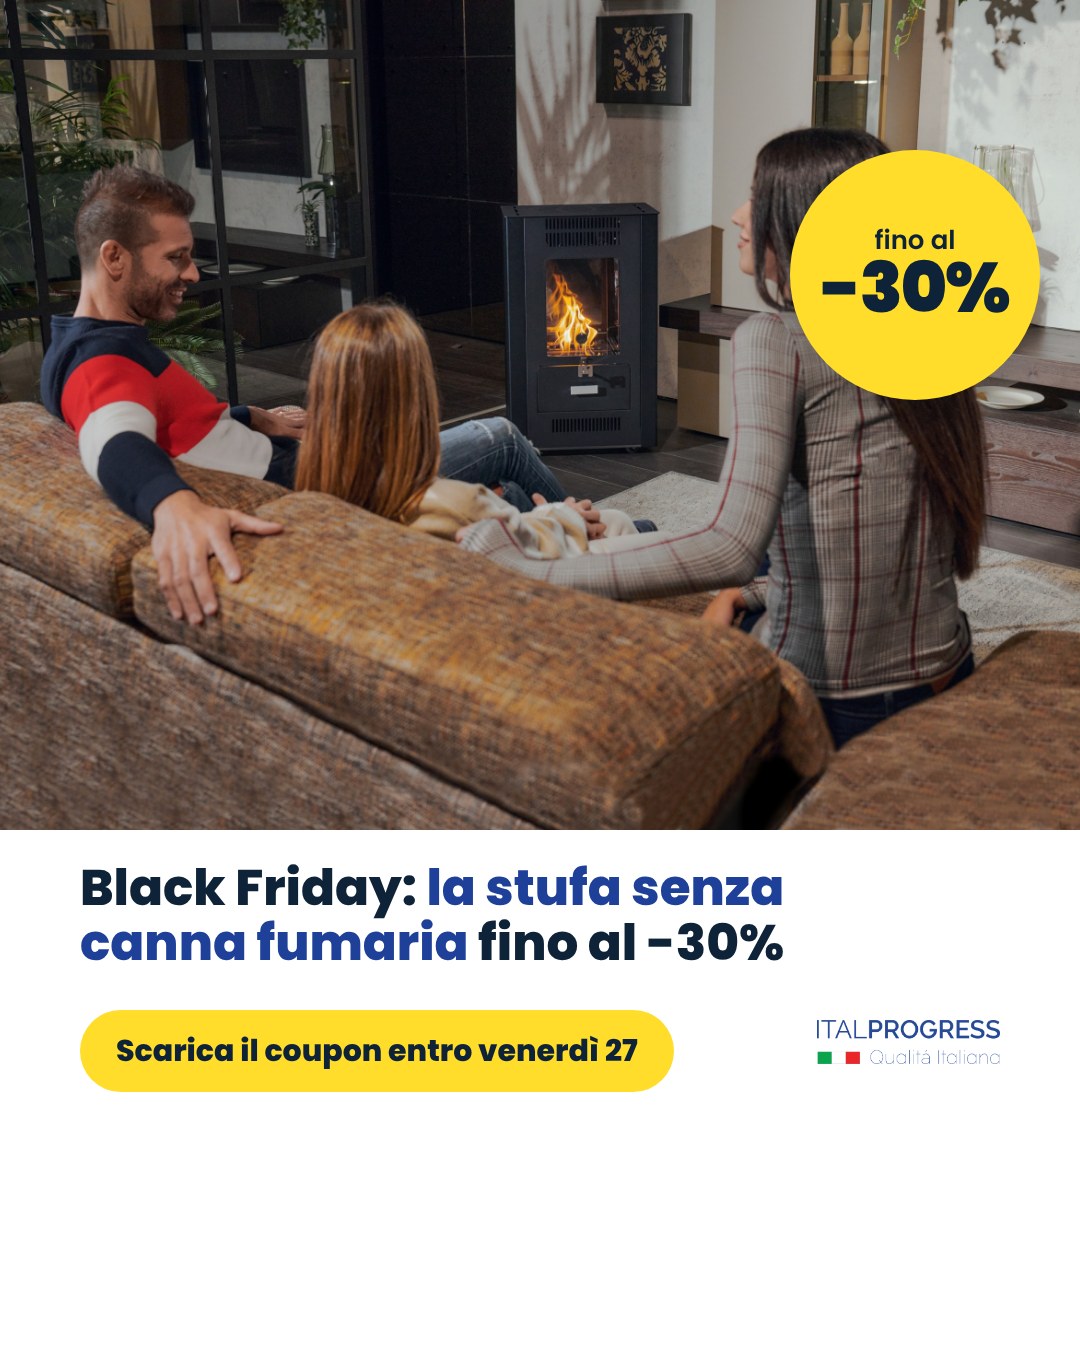 fino al
-30%
Black Friday: la stufa senza
canna fumaria fino al -30%
Scarica il coupon entro venerdì 27
ITALPROGRESS
Qualità Italiana